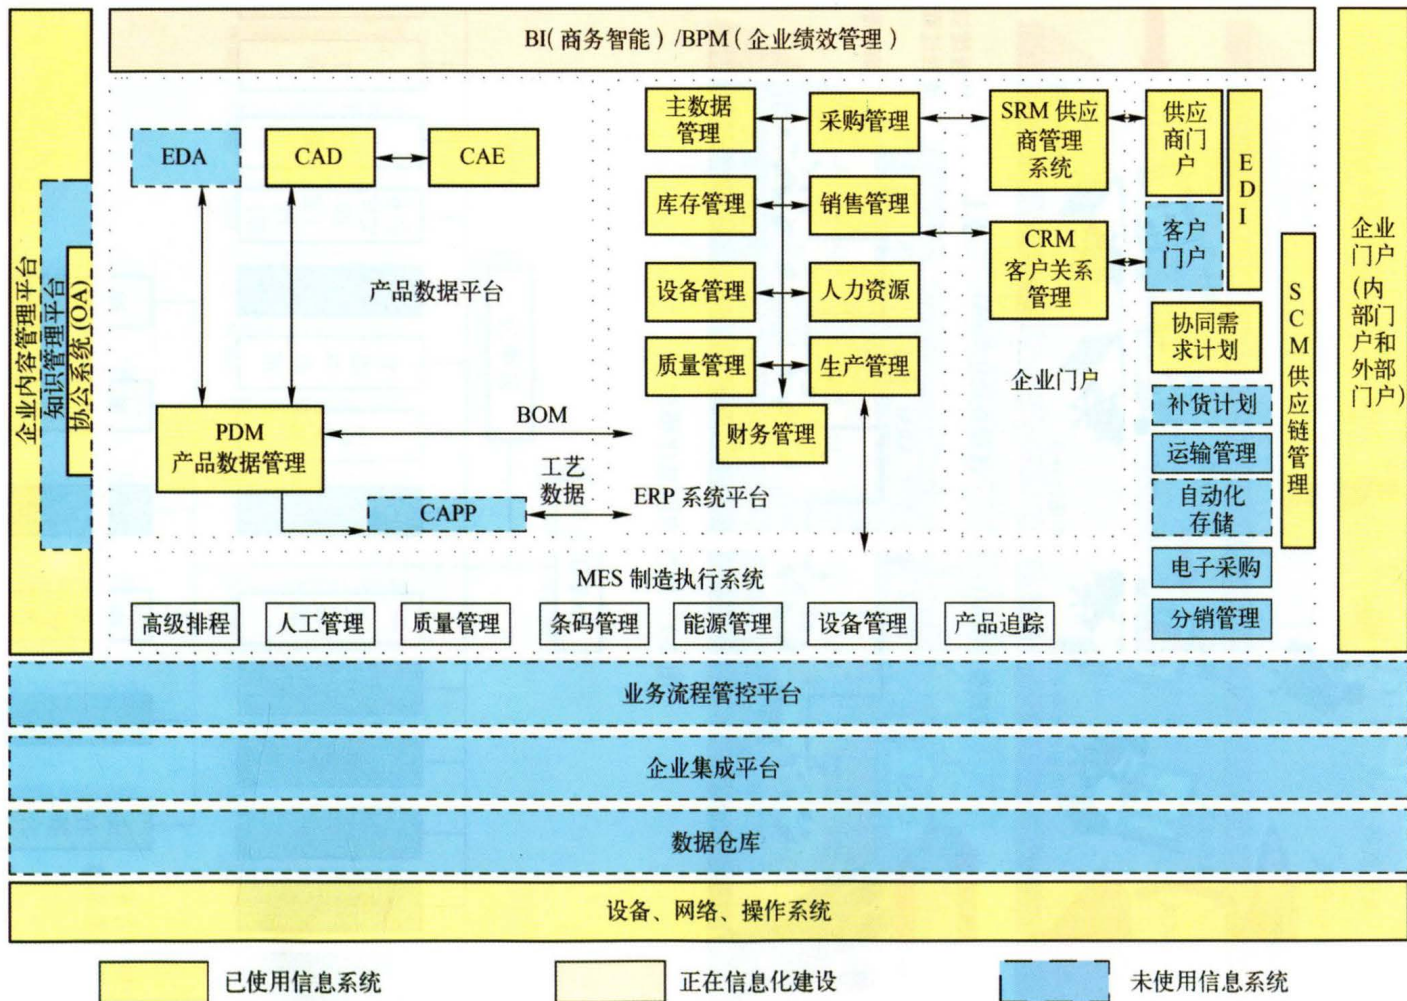 BI(商务智能)/BPM(企业绩效管理)
企业内容管理平台
知识管理平台
协公系统(OA)
EDA
CAD
CAE
产品数据平台
PDM
产品数据管理
BOM
工艺
数据
CAPP
主数据
管理
采购管理
库存管理
销售管理
设备管理
人力资源
质量管理
生产管理
财务管理
ERP 系统平台
SRM 供应
商管理
系统
CRM
客户关系
管理
企业门户
供应
商门
户
客户
门户
EDI
协同需
求计划
补货计划
运输管理
自动化
存储
电子采购
分销管理
SCM供应链管理
企业
门户
(内
部门
户和
外部
门户)
MES 制造执行系统
高级排程
人工管理
质量管理
条码管理
能源管理
设备管理
产品追踪
业务流程管控平台
企业集成平台
数据仓库
设备、网络、操作系统
已使用信息系统
正在信息化建设
未使用信息系统